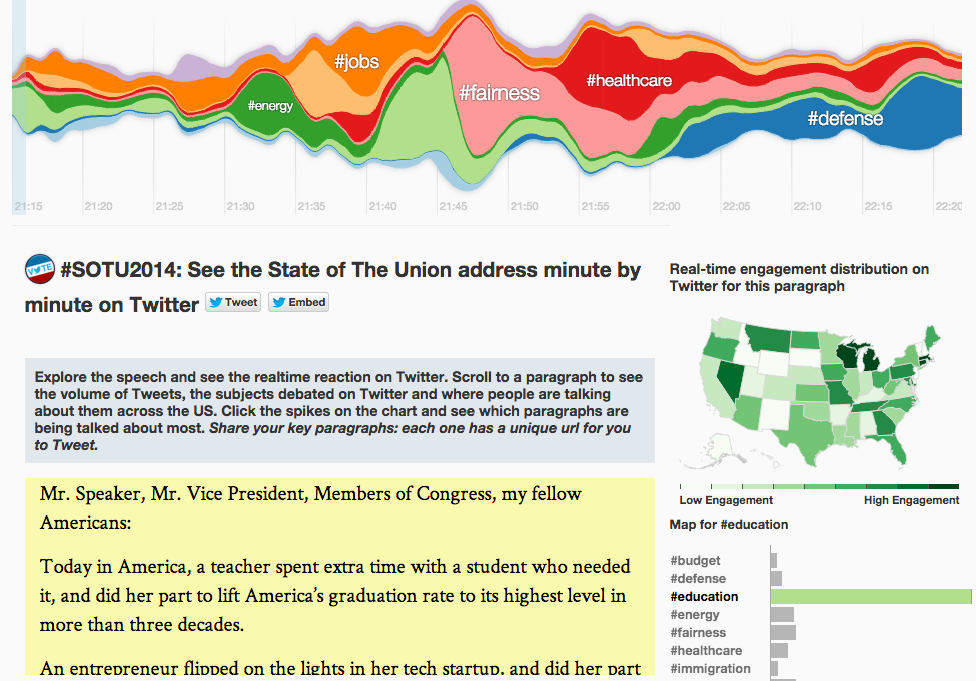 #jobs
#energy
#fairness
#healthcare
#defense
21:15 21:20 21:25 21:30 21:35 21:40 21:45 21:50 21:55 22:00 22:05 22:10 22:15 22:20
VOTE
#SOTU2014: See the State of The Union address minute by
minute on Twitter Tweet Embed
Explore the speech and see the realtime reaction on Twitter. Scroll to a paragraph to see
the volume of Tweets, the subjects debated on Twitter and where people are talking
about them across the US. Click the spikes on the chart and see which paragraphs are
being talked about most. Share your key paragraphs: each one has a unique url for you
to Tweet.
Mr. Speaker, Mr. Vice President, Members of Congress, my fellow
Americans:
Today in America, a teacher spent extra time with a student who needed
it, and did her part to lift America's graduation rate to its highest level in
more than three decades.
An entrepreneur flipped on the lights in her tech startup, and did her part
Real-time engagement distribution on
Twitter for this paragraph
Low Engagement High Engagement
Map for #education
#budget
#defense
#education
#energy
#fairness
#healthcare
#immigration